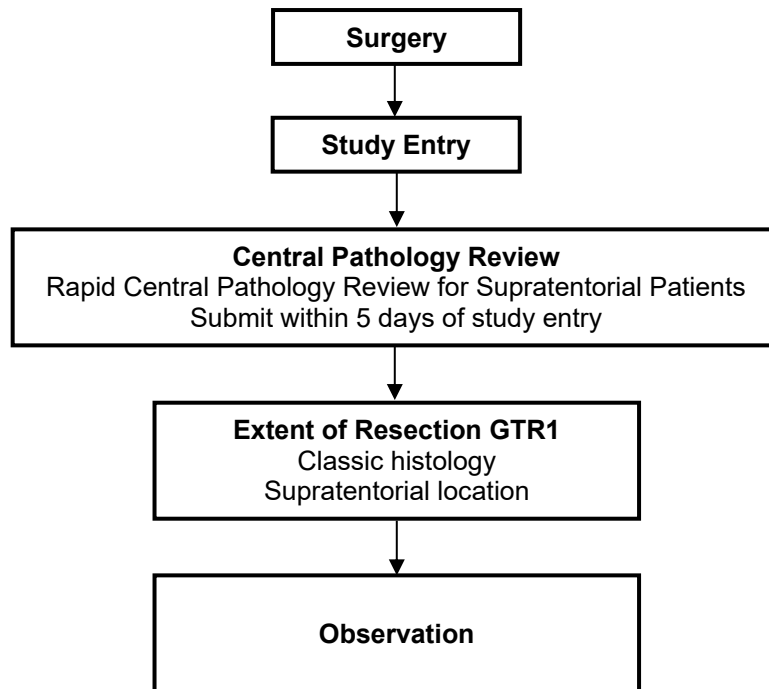 Surgery
Study Entry
Central Pathology Review
Rapid Central Pathology Review for Supratentorial Patients
Submit within 5 days of study entry
Extent of Resection GTR1
Classic histology
Supratentorial location
Observation